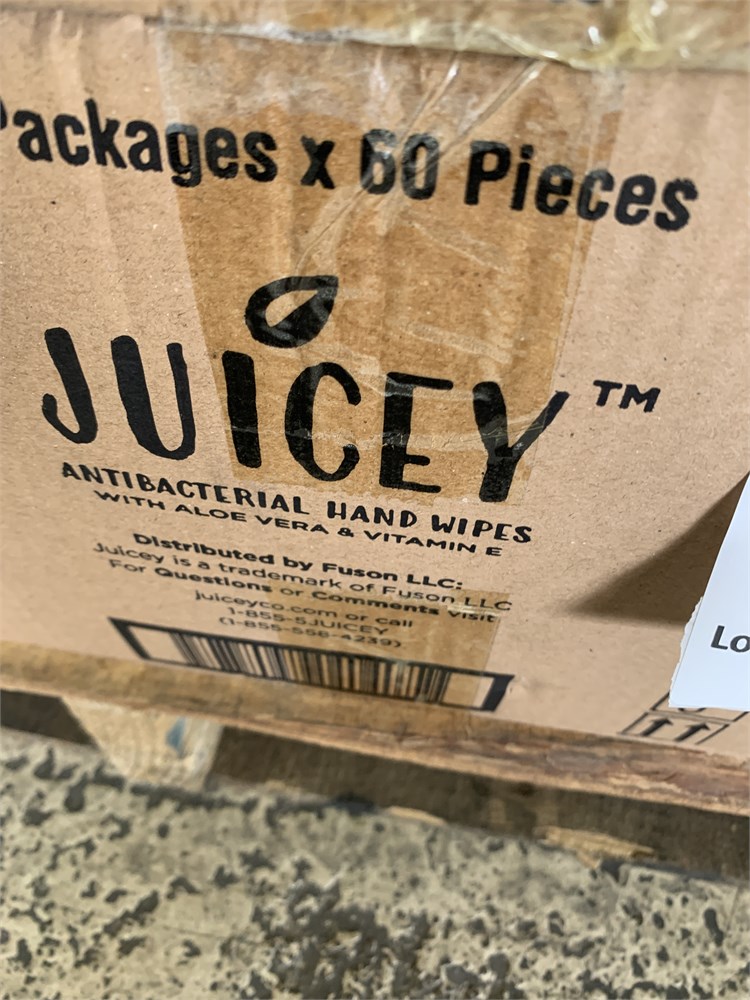 Packages x 60 Pieces
JUICEY™
ANTIBACTERIAL HAND WIPES
WITH ALOE VERA & VITAMIN E
Distributed by Fuson LLC:
Juicey is a trademark of Fuson LLC
For Questions or Comments visit
juiceyco.com or call
1-855-5JUICEY
(1-855-558-4239)
Lo